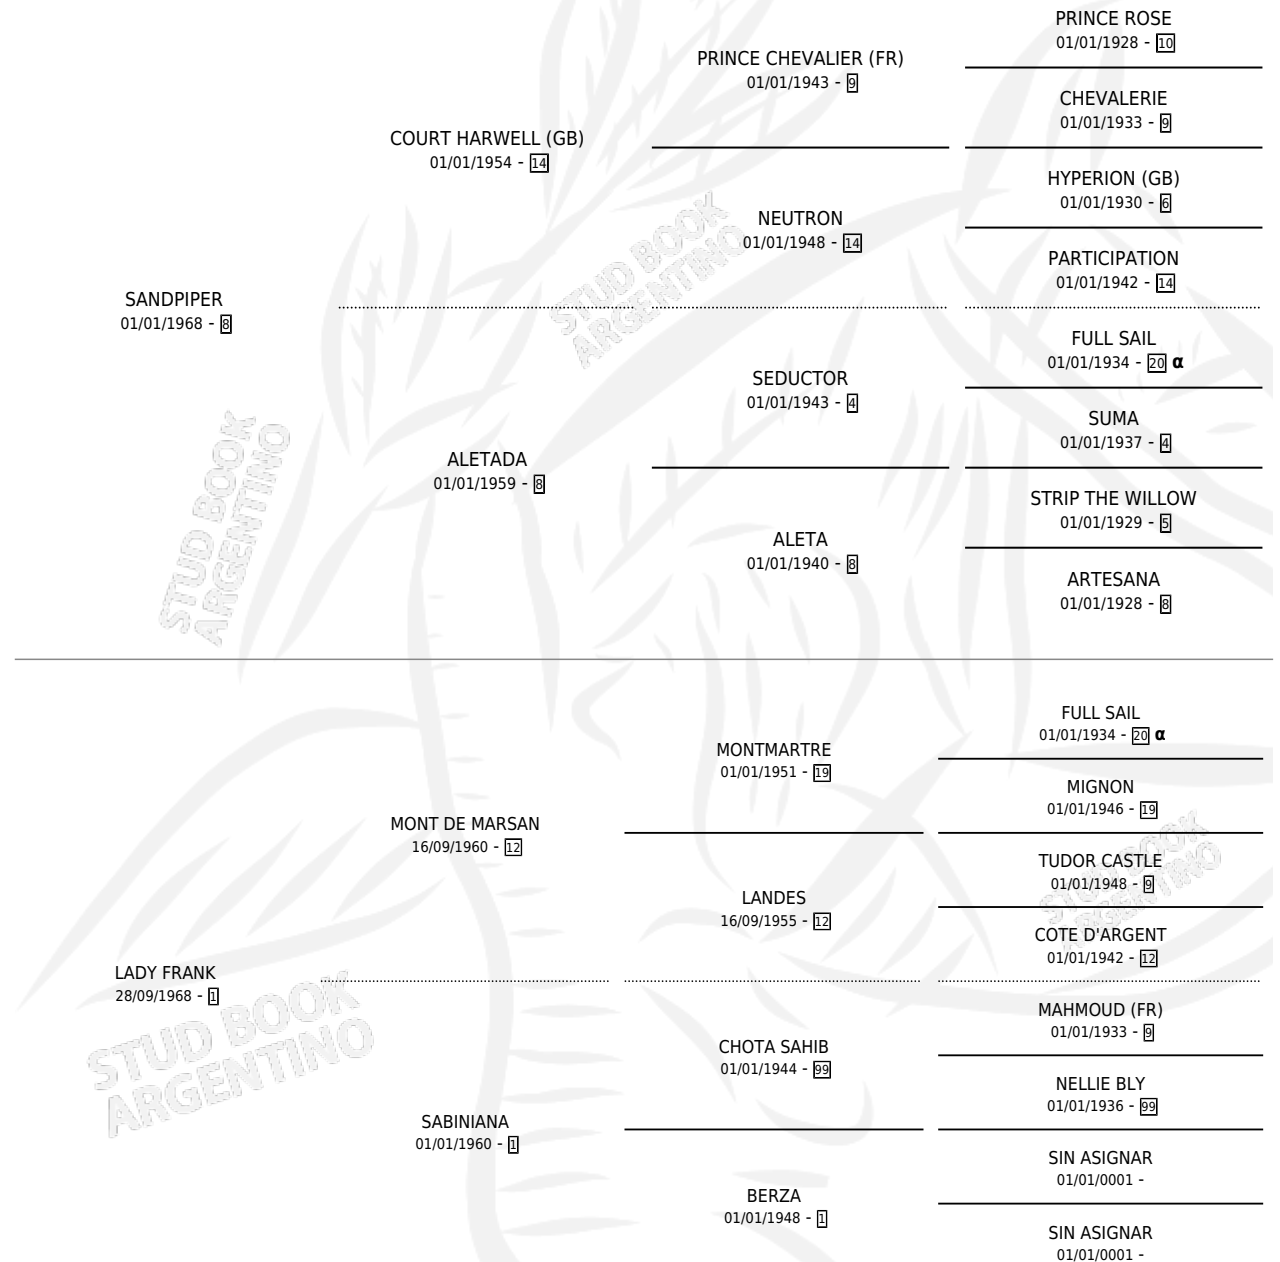 PRINCE ROSE
01/01/1928 - 10
PRINCE CHEVALIER (FR)
01/01/1943 - 9
CHEVALERIE
01/01/1933 - 9
COURT HARWELL (GB)
01/01/1954 - 14
HYPERION (GB)
01/01/1930 - 6
NEUTRON
01/01/1948 - 14
PARTICIPATION
01/01/1942 - 14
SANDPIPER
01/01/1968 - 8
FULL SAIL
01/01/1934 - 20 α
SEDUCTOR
01/01/1943 - 4
SUMA
01/01/1937 - 4
ALETADA
01/01/1959 - 8
STRIP THE WILLOW
01/01/1929 - 5
ALETA
01/01/1940 - 8
ARTESANA
01/01/1928 - 8
FULL SAIL
01/01/1934 - 20 α
MONTMARTRE
01/01/1951 - 19
MIGNON
01/01/1946 - 19
MONT DE MARSAN
16/09/1960 - 12
TUDOR CASTLE
01/01/1948 - 9
LANDES
16/09/1955 - 12
COTE D'ARGENT
01/01/1942 - 12
LADY FRANK
28/09/1968 - 1
MAHMOUD (FR)
01/01/1933 - 9
CHOTA SAHIB
01/01/1944 - 99
NELLIE BLY
01/01/1936 - 99
SABINIANA
01/01/1960 - 1
SIN ASIGNAR
01/01/0001 -
BERZA
01/01/1948 - 1
SIN ASIGNAR
01/01/0001 -
STUD BOOK
ARGENTINO
STUD BOOK
ARGENTINO
STUD BOOK
ARGENTINO
STUD BOOK
ARGENTINO